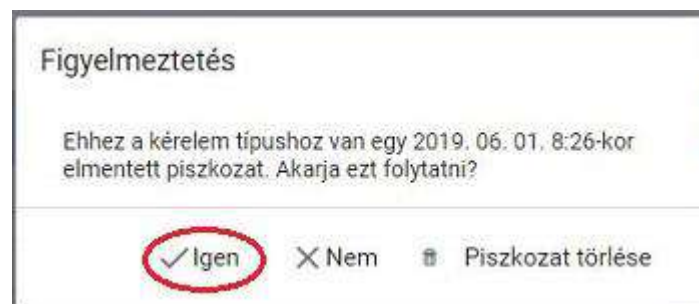 Figyelmeztetés
Ehhez a kérelem típushoz van egy 2019. 06. 01. 8:26-kor
elmentett piszkozat. Akarja ezt folytatni?
Igen Nem Piszkozat törlése